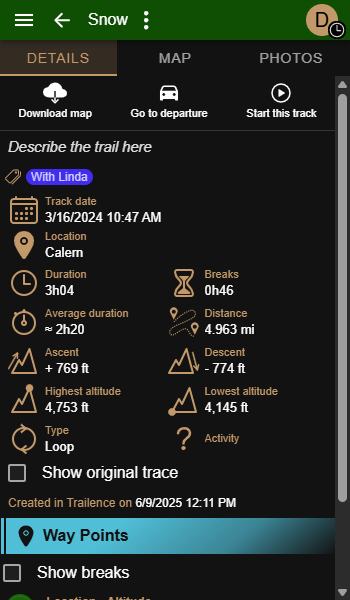 Snow
D
DETAILS MAP PHOTOS
Download map Go to departure Start this track
Describe the trail here
With Linda
Track date
3/16/2024 10:47 AM
Location
Calern
Duration Breaks
3h04 0h46
Average duration Distance
≈ 2h20 4.963 mi
Ascent Descent
+ 769 ft - 774 ft
Highest altitude Lowest altitude
4,753 ft 4,145 ft
Type Activity
Loop
Show original trace
Created in Trailence on 6/9/2025 12:11 PM
Way Points
Show breaks
Location Altitude